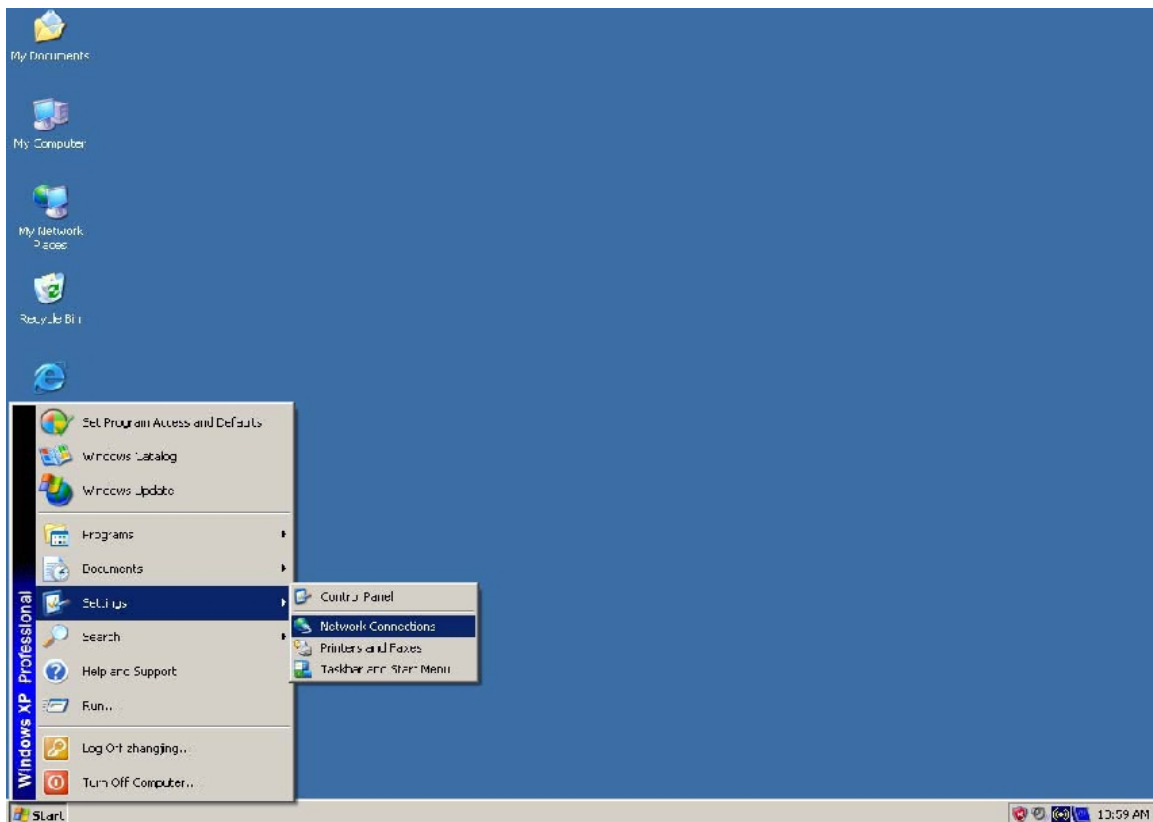 My Documents
My Computer
My Network
Places
Recycle Bin
Set Program Access and Defaults
Windows Catalog
Windows Update
Programs
Documents
Settings
Search
Help and Support
Run...
Log Off zhangjing...
Turn Off Computer...
Windows XP Professional
Control Panel
Network Connections
Printers and Faxes
Taskbar and Start Menu
Start
10:59 AM